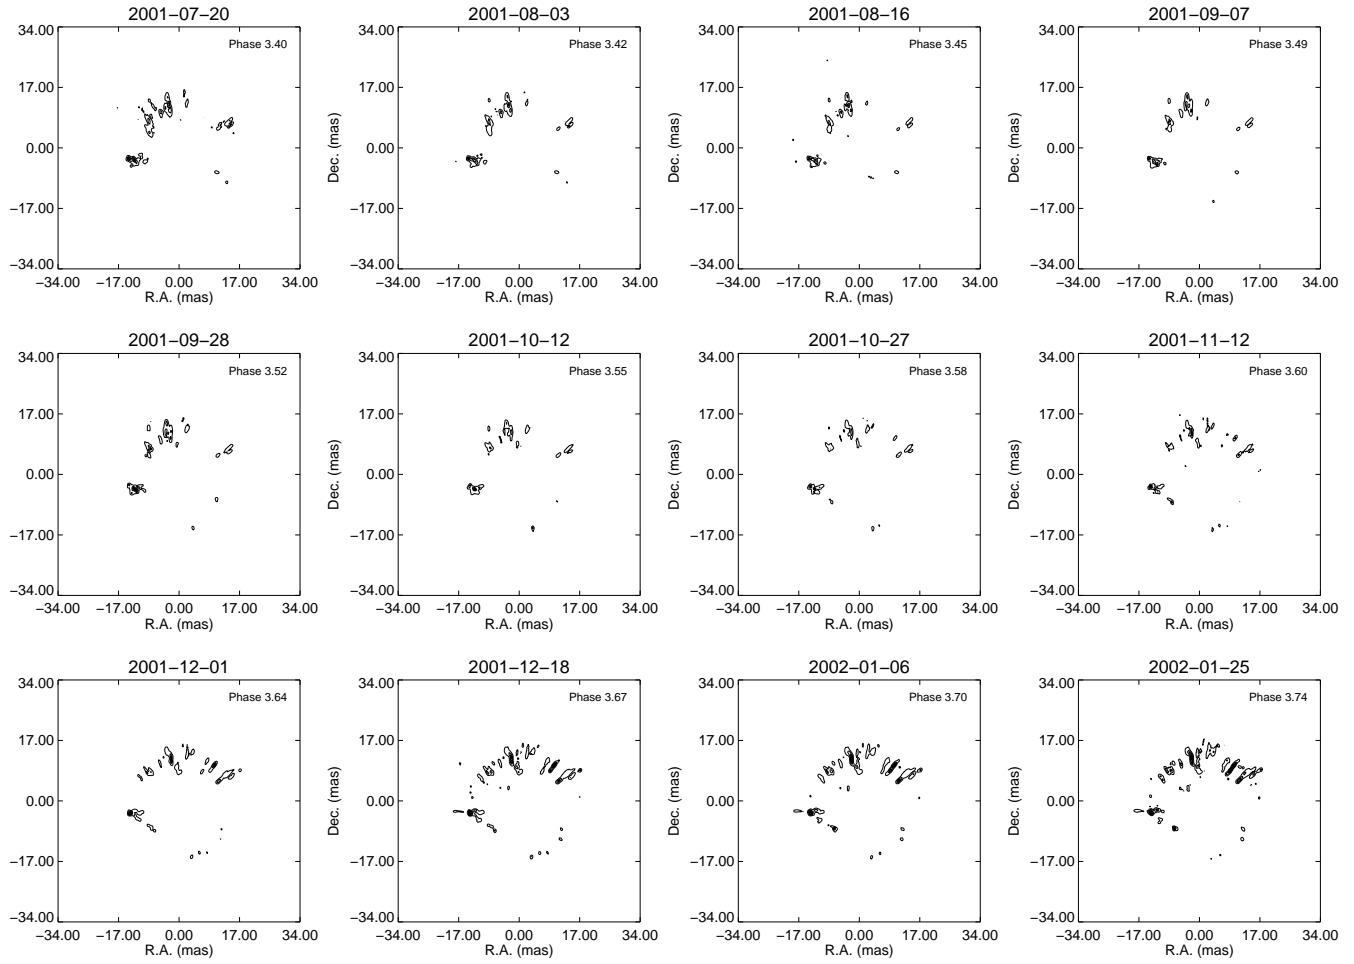 2001−07−20 2001−08−03 2001−08−16 2001−09−07
34.00 34.00 34.00 34.00
Phase 3.40 Phase 3.42 Phase 3.45 Phase 3.49
17.00 17.00 17.00 17.00
0.00 Dec. (mas) 0.00 Dec. (mas) 0.00 Dec. (mas) 0.00
−17.00 −17.00 −17.00 −17.00
−34.00 −34.00 −34.00 −34.00
−34.00 −17.00 0.00 17.00 34.00 −34.00 −17.00 0.00 17.00 34.00 −34.00 −17.00 0.00 17.00 34.00 −34.00 −17.00 0.00 17.00 34.00
R.A. (mas) R.A. (mas) R.A. (mas) R.A. (mas)
2001−09−28 2001−10−12 2001−10−27 2001−11−12
34.00 34.00 34.00 34.00
Phase 3.52 Phase 3.55 Phase 3.58 Phase 3.60
17.00 17.00 17.00 17.00
0.00 Dec. (mas) 0.00 Dec. (mas) 0.00 Dec. (mas) 0.00
−17.00 −17.00 −17.00 −17.00
−34.00 −34.00 −34.00 −34.00
−34.00 −17.00 0.00 17.00 34.00 −34.00 −17.00 0.00 17.00 34.00 −34.00 −17.00 0.00 17.00 34.00 −34.00 −17.00 0.00 17.00 34.00
R.A. (mas) R.A. (mas) R.A. (mas) R.A. (mas)
2001−12−01 2001−12−18 2002−01−06 2002−01−25
34.00 34.00 34.00 34.00
Phase 3.64 Phase 3.67 Phase 3.70 Phase 3.74
17.00 17.00 17.00 17.00
0.00 Dec. (mas) 0.00 Dec. (mas) 0.00 Dec. (mas) 0.00
−17.00 −17.00 −17.00 −17.00
−34.00 −34.00 −34.00 −34.00
−34.00 −17.00 0.00 17.00 34.00 −34.00 −17.00 0.00 17.00 34.00 −34.00 −17.00 0.00 17.00 34.00 −34.00 −17.00 0.00 17.00 34.00
R.A. (mas) R.A. (mas) R.A. (mas) R.A. (mas)